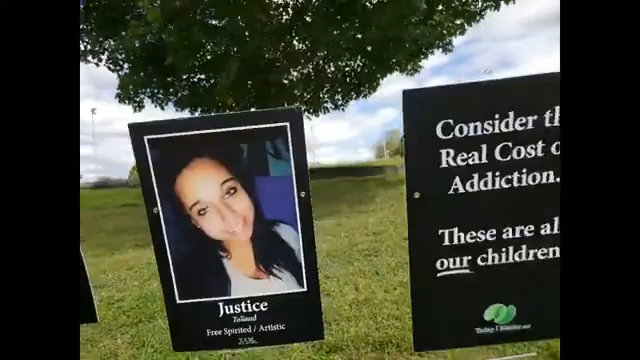 Justice
Tolland
Free Spirited / Artistic
Consider th
Real Cost o
Addiction.
These are al
our children